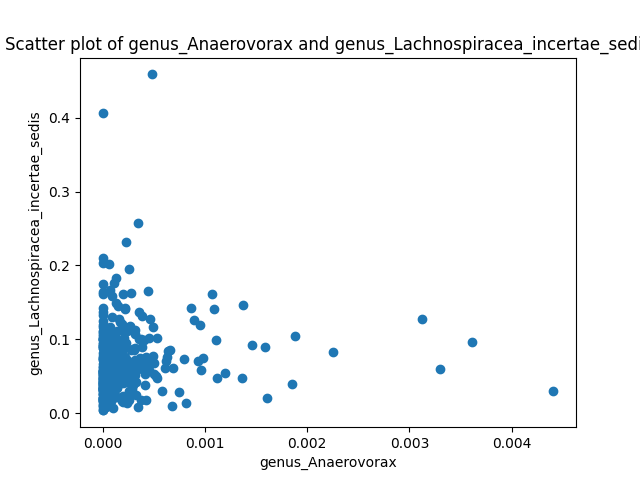 Scatter plot of genus_Anaerovorax and genus_Lachnospiracea_incertae_sedi
0.4
0.3
0.2
0.1
0.0
genus_Lachnospiracea_incertae_sedis
0.000 0.001 0.002 0.003 0.004
genus_Anaerovorax